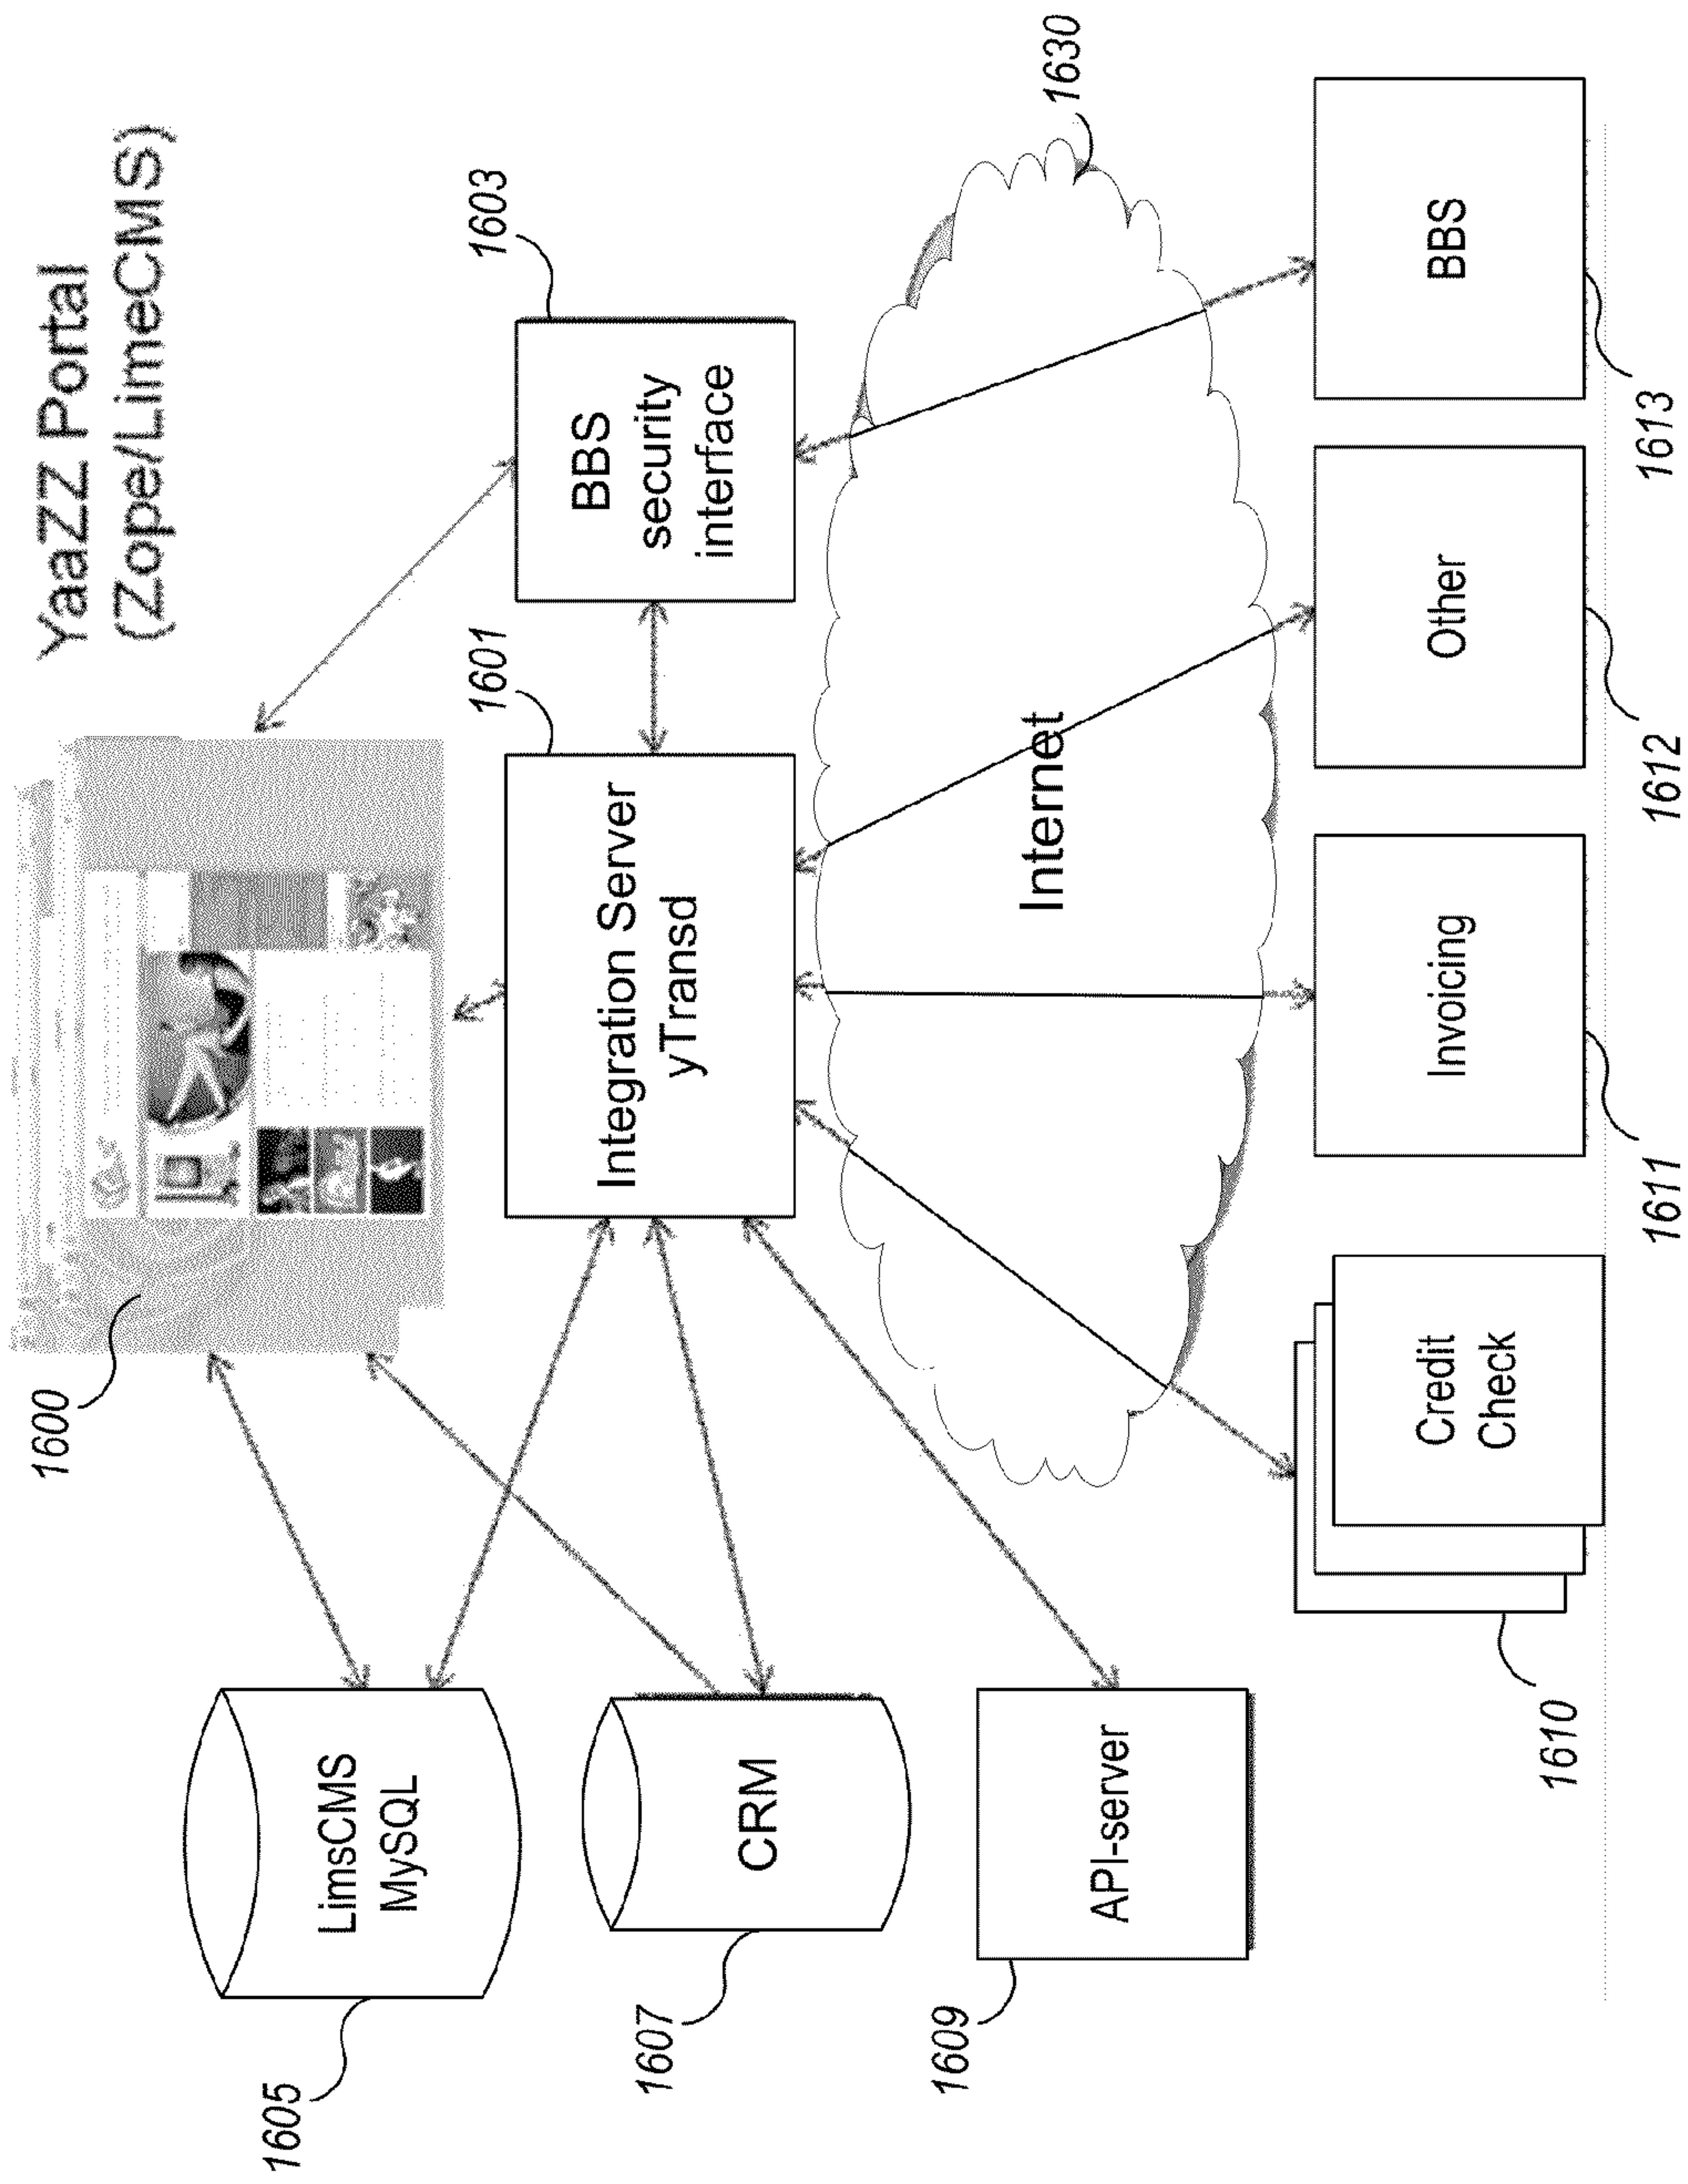 YaaZZ Portal
(Zope/LimeCMS)
1600
1605
LimsCMS
MySQL
1601
Integration Server
yTransd
1603
BBS
security
interface
1607
CRM
1609
API-server
Internet
1630
1610
Credit
Check
1611
Invoicing
1612
Other
1613
BBS